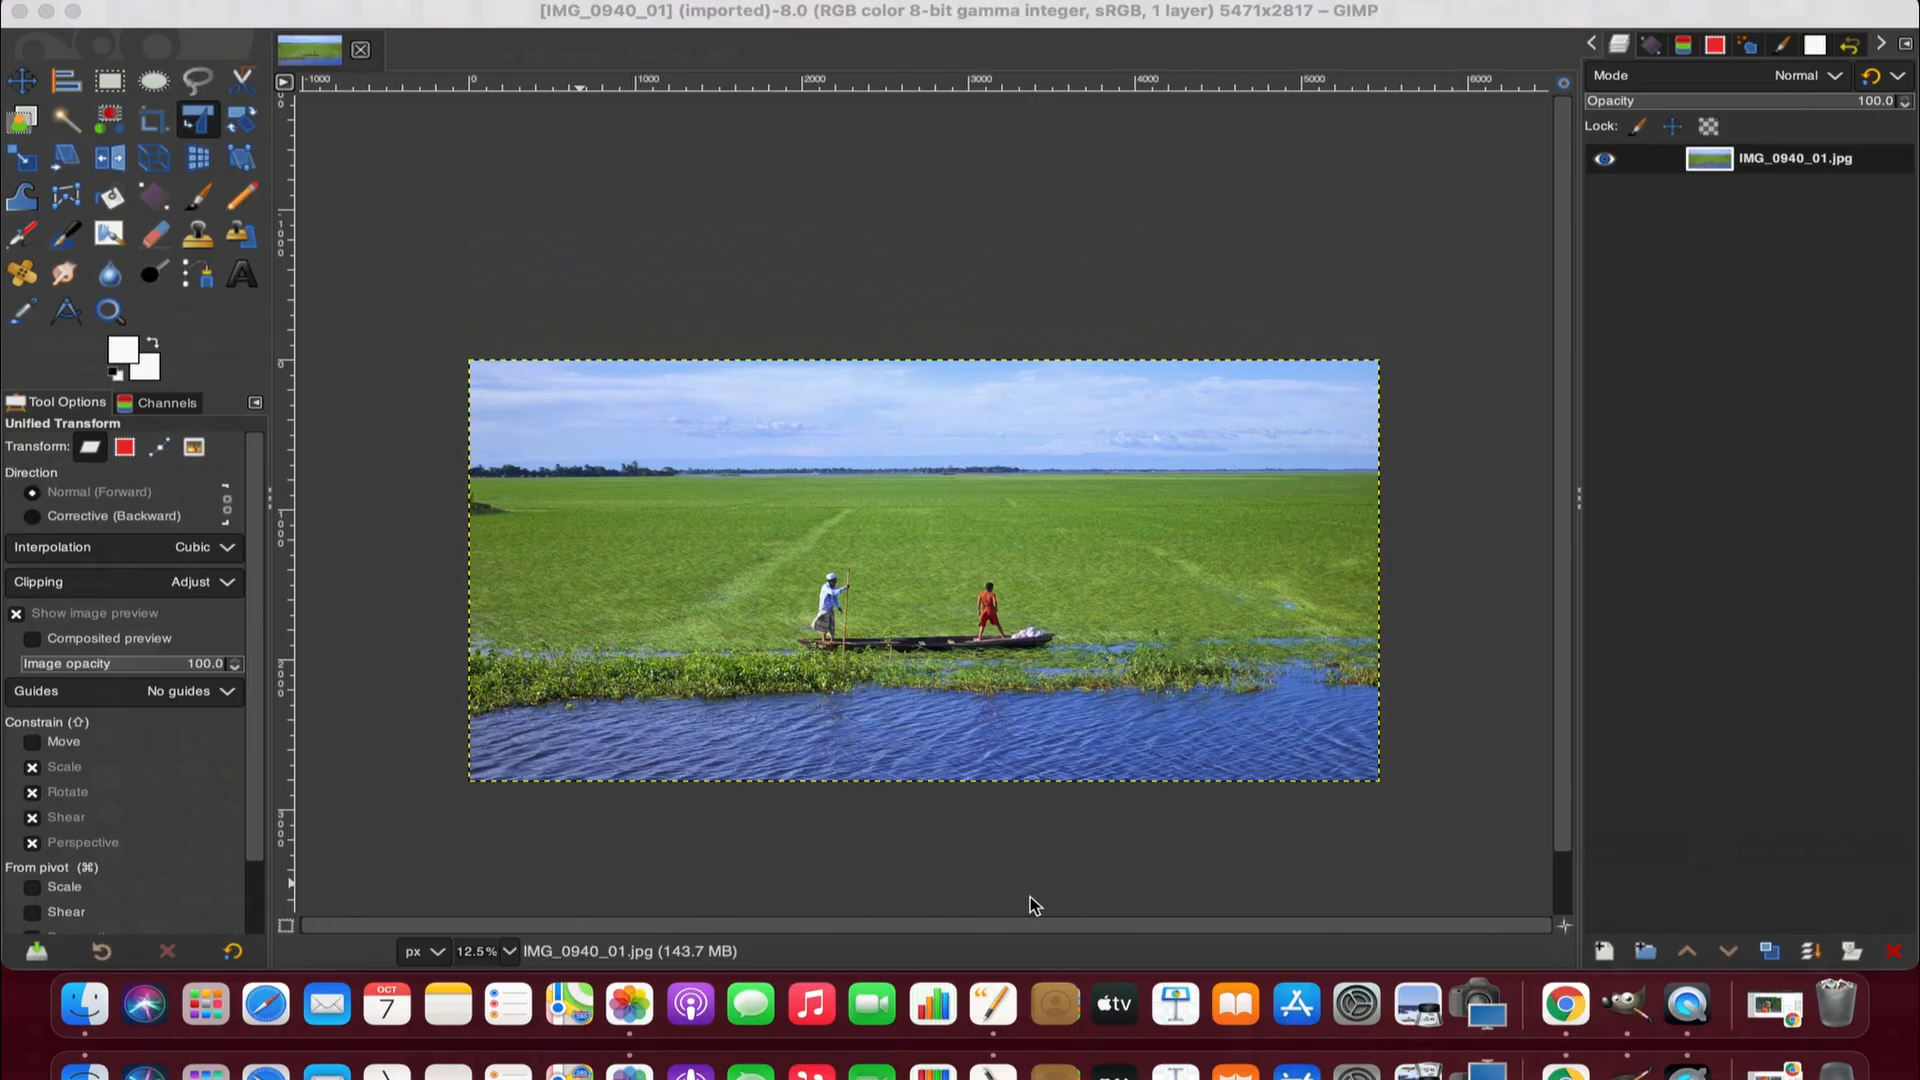 [IMG_0940_01] (imported)-8.0 (RGB color 8-bit gamma integer, sRGB, 1 layer) 5471x2817 – GIMP
-1000 0 1000 2000 3000 4000 5000 6000
Mode Normal
Opacity 100.0
Lock:
IMG_0940_01.jpg
Tool Options Channels
Unified Transform
Transform:
Direction
Normal (Forward)
Corrective (Backward)
Interpolation Cubic
Clipping Adjust
Show image preview
Composited preview
Image opacity 100.0
Guides No guides
Constrain (⇧)
Move
Scale
Rotate
Shear
Perspective
From pivot (⌘)
Scale
Shear
px 12.5% IMG_0940_01.jpg (143.7 MB)
OCT
7
tv